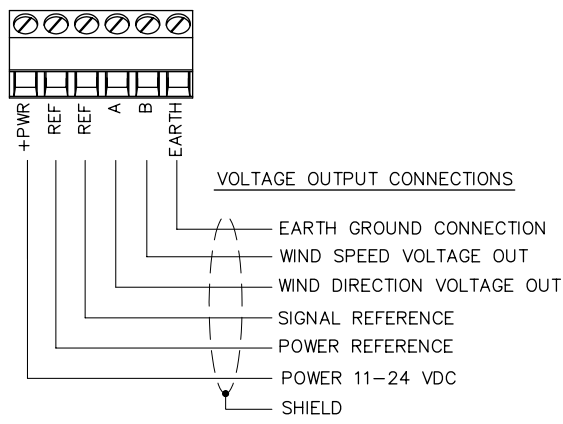 +PWR
REF
REF
A
B
EARTH
VOLTAGE OUTPUT CONNECTIONS
EARTH GROUND CONNECTION
WIND SPEED VOLTAGE OUT
WIND DIRECTION VOLTAGE OUT
SIGNAL REFERENCE
POWER REFERENCE
POWER 11–24 VDC
SHIELD